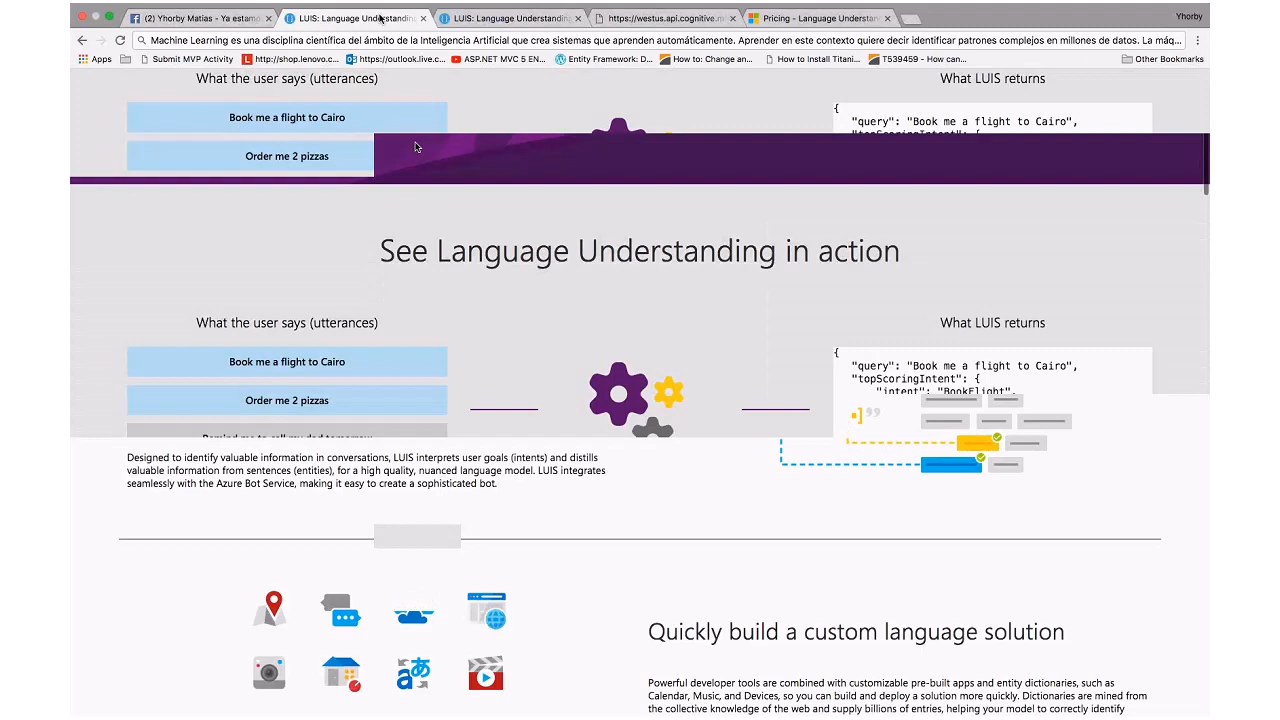 (2) Yhorby Matias - Ya estamo
LUIS: Language Understanding
LUIS: Language Understanding
https://westus.api.cognitive.m
Pricing - Language Understan
Yhorby
Machine Learning es una disciplina científica del ámbito de la Inteligencia Artificial que crea sistemas que aprenden automáticamente. Aprender en este contexto quiere decir identificar patrones complejos en millones de datos. La máq...
Apps
Submit MVP Activity
http://shop.lenovo.c...
https://outlook.live.c...
ASP.NET MVC 5 EN...
Entity Framework: D...
How to: Change an...
How to Install Titani...
T539459 - How can...
Other Bookmarks
What the user says (utterances)
What LUIS returns
Book me a flight to Cairo
{
"query": "Book me a flight to Cairo",
Order me 2 pizzas
See Language Understanding in action
What the user says (utterances)
What LUIS returns
Book me a flight to Cairo
{
"query": "Book me a flight to Cairo",
"topScoringIntent": {
"intent": "BookFlight",
Order me 2 pizzas
Designed to identify valuable information in conversations, LUIS interprets user goals (intents) and distills
valuable information from sentences (entities), for a high quality, nuanced language model. LUIS integrates
seamlessly with the Azure Bot Service, making it easy to create a sophisticated bot.
Quickly build a custom language solution
Powerful developer tools are combined with customizable pre-built apps and entity dictionaries, such as
Calendar, Music, and Devices, so you can build and deploy a solution more quickly. Dictionaries are mined from
the collective knowledge of the web and supply billions of entries, helping your model to correctly identify